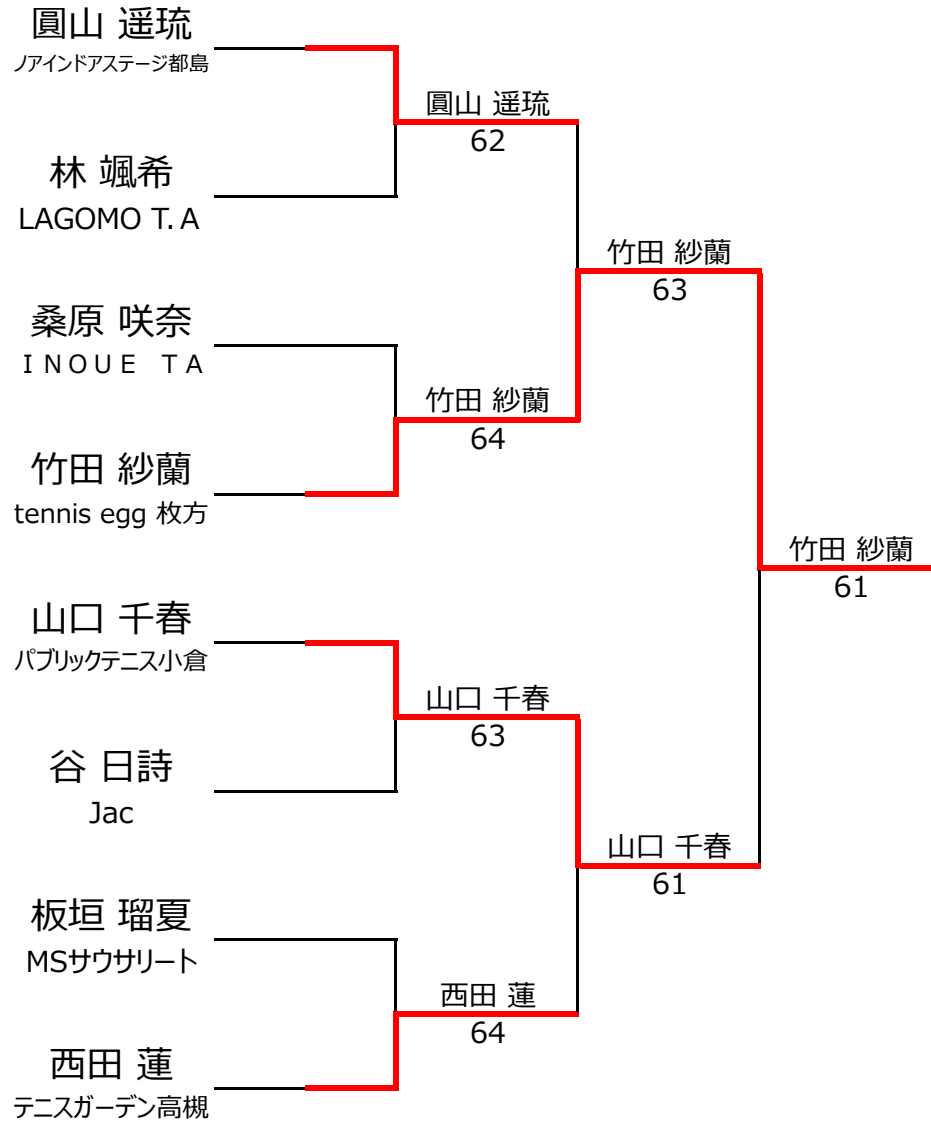 圓山 遥琉
ノアインドアステージ都島
圓山 遥琉
62
林 颯希
LAGOMO T. A
竹田 紗蘭
63
桑原 咲奈
ＩＮＯＵＥ　ＴＡ
竹田 紗蘭
64
竹田 紗蘭
tennis egg 枚方
竹田 紗蘭
61
山口 千春
パブリックテニス小倉
山口 千春
63
谷 日詩
Jac
山口 千春
61
板垣 瑠夏
MSサウサリート
西田 蓮
64
西田 蓮
テニスガーデン高槻